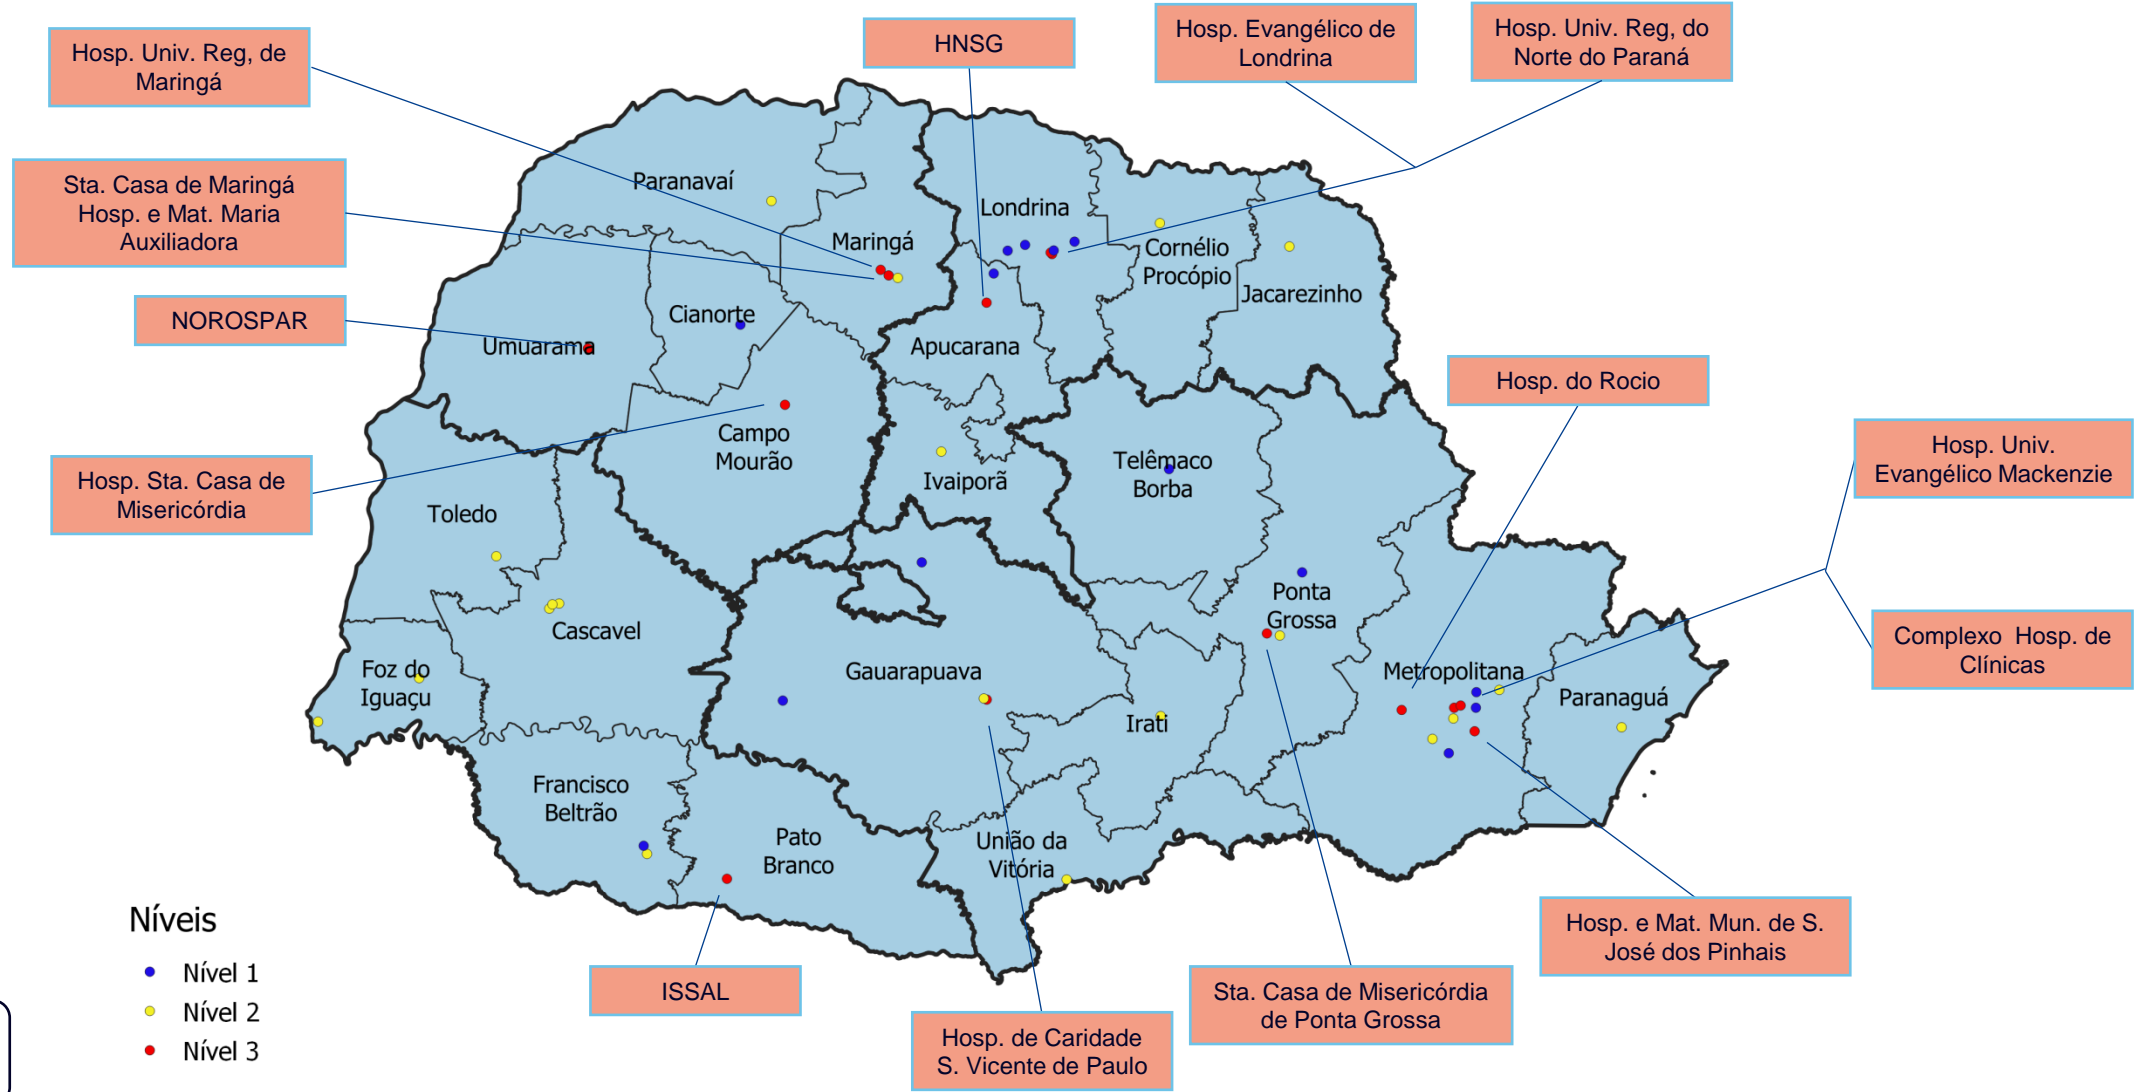 Hosp. Univ. Reg, de
Maringá
HNSG
Hosp. Evangélico de
Londrina
Hosp. Univ. Reg, do
Norte do Paraná
Sta. Casa de Maringá
Hosp. e Mat. Maria
Auxiliadora
NOROSPAR
Hosp. Sta. Casa de
Misericórdia
Paranavaí
Londrina
Maringá
Cornélio
Procópio
Jacarezinho
Cianorte
Umuarama
Apucarana
Hosp. do Rocio
Campo
Mourão
Ivaiporã
Telêmaco
Borba
Hosp. Univ.
Evangélico Mackenzie
Toledo
Ponta
Grossa
Cascavel
Complexo  Hosp. de
Clínicas
Foz do
Iguaçu
Gauarapuava
Irati
Metropolitana
Paranaguá
Francisco
Beltrão
Pato
Branco
União da
Vitória
Hosp. e Mat. Mun. de S.
José dos Pinhais
ISSAL
Sta. Casa de Misericórdia
de Ponta Grossa
Hosp. de Caridade
S. Vicente de Paulo
Níveis
Nível 1
Nível 2
Nível 3